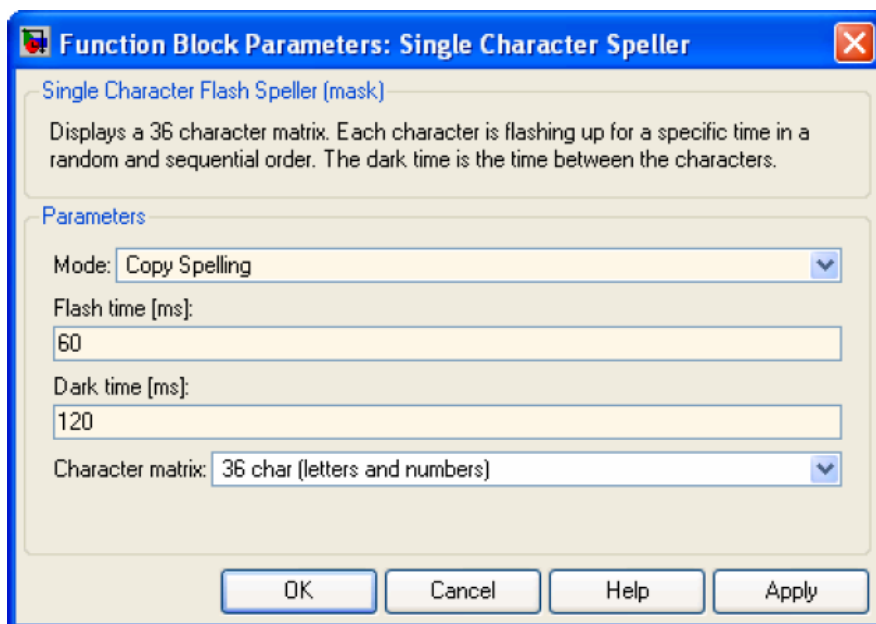 Function Block Parameters: Single Character Speller
Single Character Flash Speller (mask)
Displays a 36 character matrix. Each character is flashing up for a specific time in a
random and sequential order. The dark time is the time between the characters.
Parameters
Mode: Copy Spelling
Flash time [ms]:
60
Dark time [ms]:
120
Character matrix: 36 char (letters and numbers)
OK Cancel Help Apply